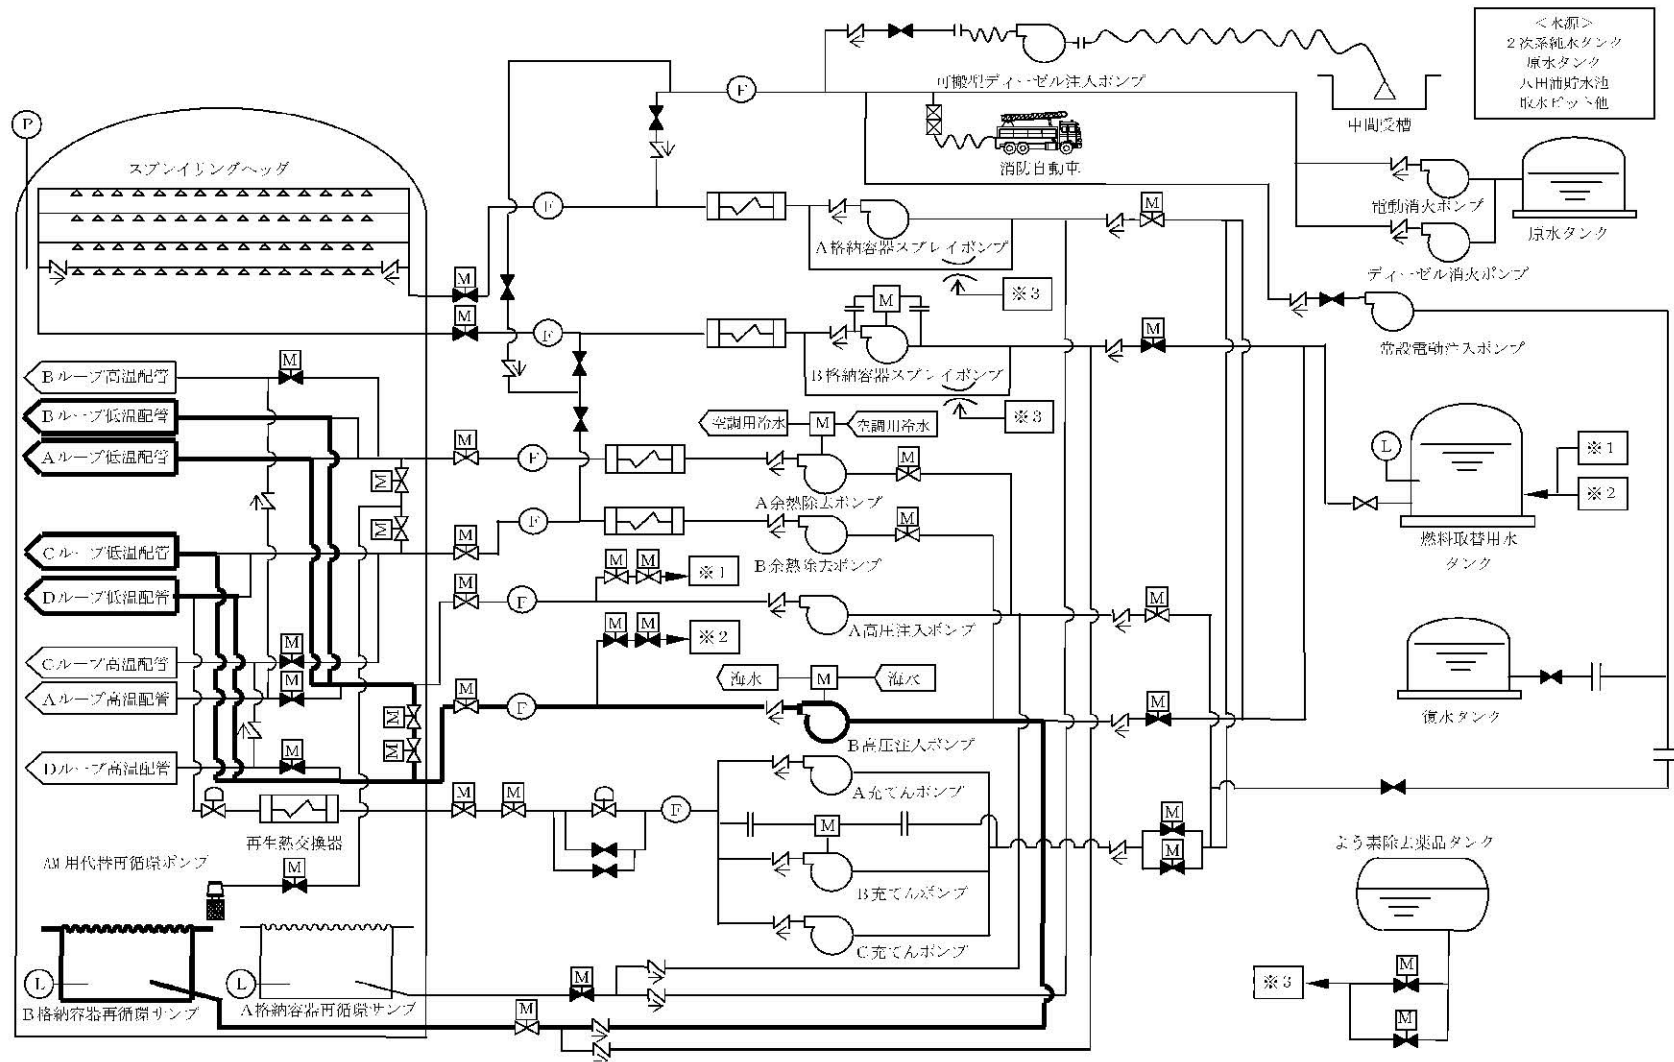 <水源>
2次系純水タンク
原水タンク
八田浦貯水池
取水ピット他
可搬型ディーゼル注入ポンプ
中間受槽
F
P
スプレイリングヘッダ
消防自動車
電動消火ポンプ
原水タンク
ディーゼル消火ポンプ
F
M
A格納容器スプレイポンプ
※3
M
M
M
F
M
B格納容器スプレイポンプ
※3
常設電動注入ポンプ
Bループ高温配管
M
Bループ低温配管
Aループ低温配管
空調用冷水
M
空調用冷水
M
F
M
M
A余熱除去ポンプ
L
※1
※2
燃料取替用水
タンク
M
Cループ低温配管
M
F
M
B余熱除去ポンプ
M
M
※1
Dループ低温配管
M
F
A高圧注入ポンプ
M
M
M
※2
Cループ高温配管
M
Aループ高温配管
M
海水
M
海水
M
F
M
M
B高圧注入ポンプ
M
復水タンク
Dループ高温配管
M
A充てんポンプ
M
M
F
再生熱交換器
M
M
M
AM用代替再循環ポンプ
M
B充てんポンプ
よう素除去薬品タンク
C充てんポンプ
L
B格納容器再循環サンプ
L
A格納容器再循環サンプ
M
M
※3
M
M